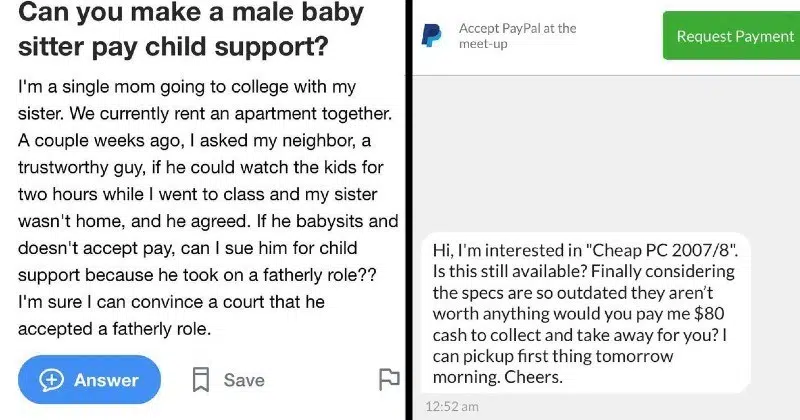 Can you make a male baby
sitter pay child support?
I'm a single mom going to college with my
sister. We currently rent an apartment together.
A couple weeks ago, I asked my neighbor, a
trustworthy guy, if he could watch the kids for
two hours while I went to class and my sister
wasn't home, and he agreed. If he babysits and
doesn't accept pay, can I sue him for child
support because he took on a fatherly role??
I'm sure I can convince a court that he
accepted a fatherly role.
Answer
Save
Accept PayPal at the
meet-up
Request Payment
Hi, I'm interested in "Cheap PC 2007/8".
Is this still available? Finally considering
the specs are so outdated they aren't
worth anything would you pay me $80
cash to collect and take away for you? I
can pickup first thing tomorrow
morning. Cheers.
12:52 am